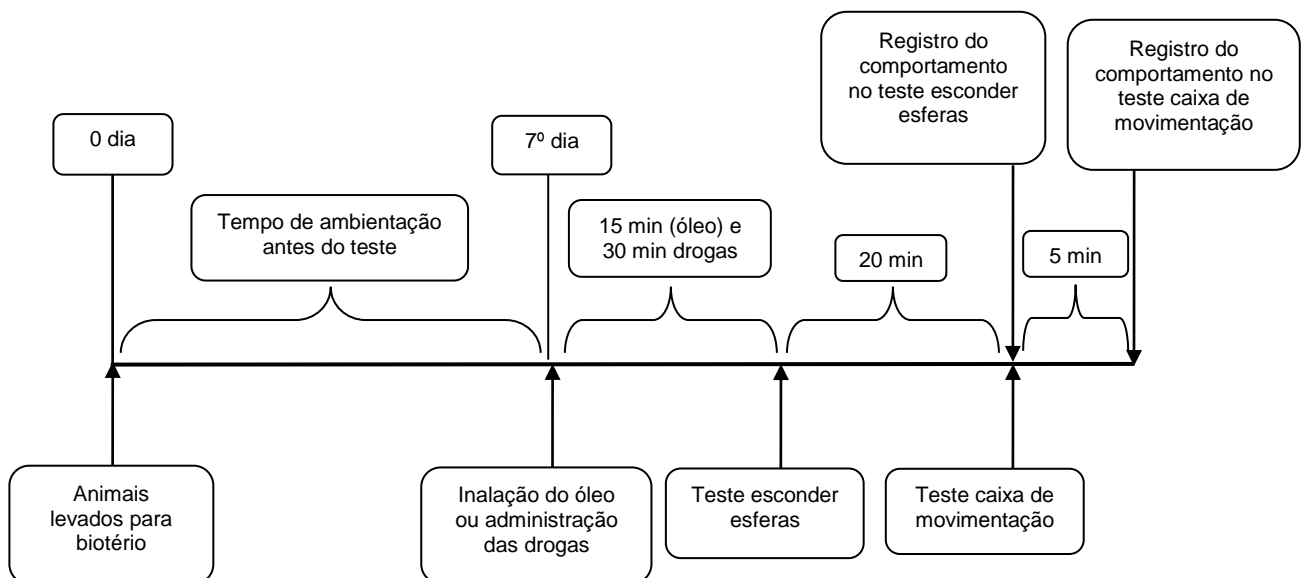 Registro do
comportamento
no teste esconder
esferas
Registro do
comportamento no
teste caixa de
movimentação
0 dia
7º dia
Tempo de ambientação
antes do teste
15 min (óleo) e
30 min drogas
20 min
5 min
Animais
levados para
biotério
Inalação do óleo
ou administração
das drogas
Teste esconder
esferas
Teste caixa de
movimentação